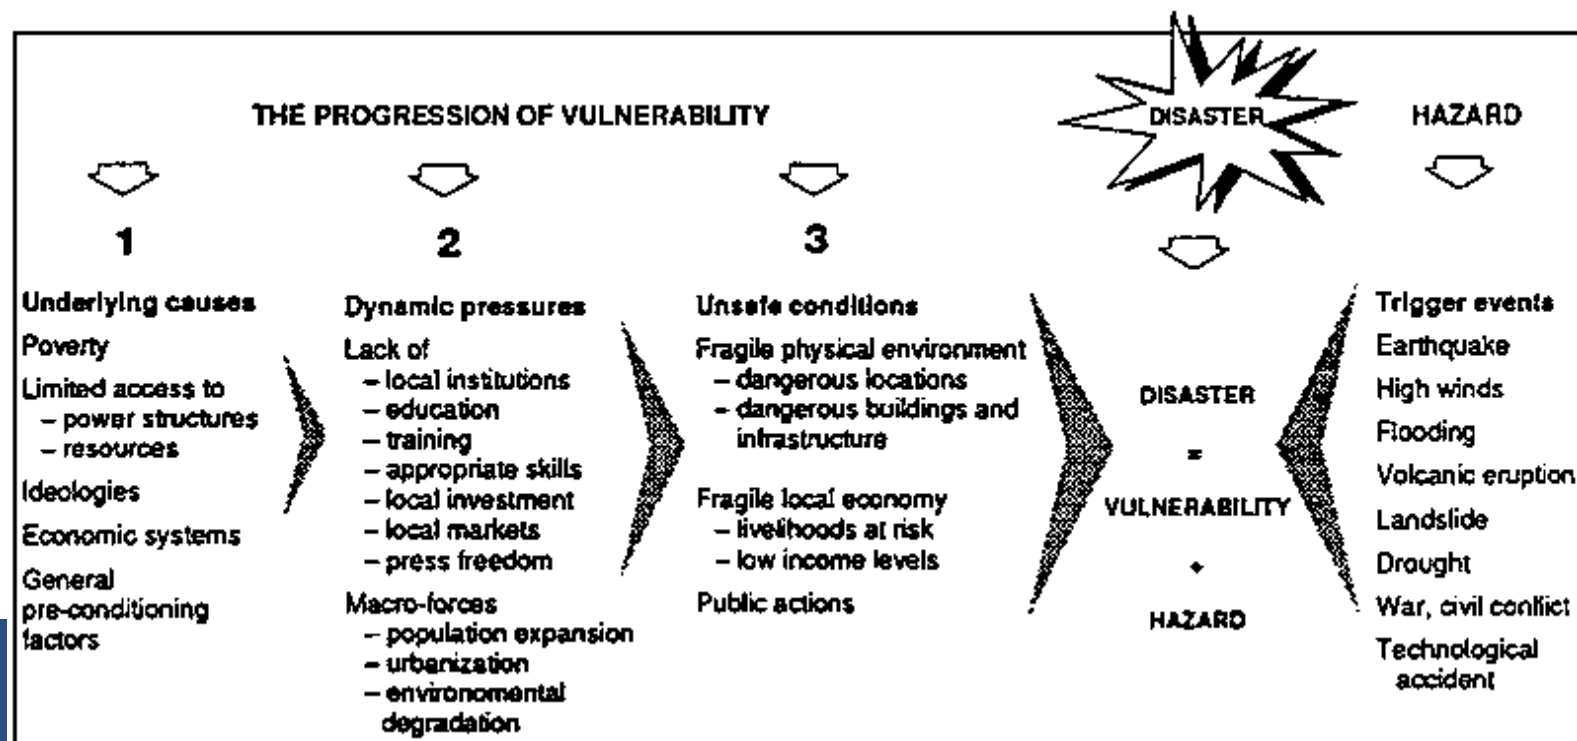 THE PROGRESSION OF VULNERABILITY
DISASTER
HAZARD
1
Underlying causes
Poverty
Limited access to
– power structures
– resources
Ideologies
Economic systems
General
pre-conditioning
factors
2
Dynamic pressures
Lack of
– local institutions
– education
– training
– appropriate skills
– local investment
– local markets
– press freedom
Macro-forces
– population expansion
– urbanization
– enviromomental
degradation
3
Unsafe conditions
Fragile physical environment
– dangerous locations
– dangerous buildings and
infrastructure
Fragile local economy
– livelihoods at risk
– low income levels
Public actions
DISASTER
=
VULNERABILITY
+
HAZARD
Trigger events
Earthquake
High winds
Flooding
Volcanic eruption
Landslide
Drought
War, civil conflict
Technological
accident